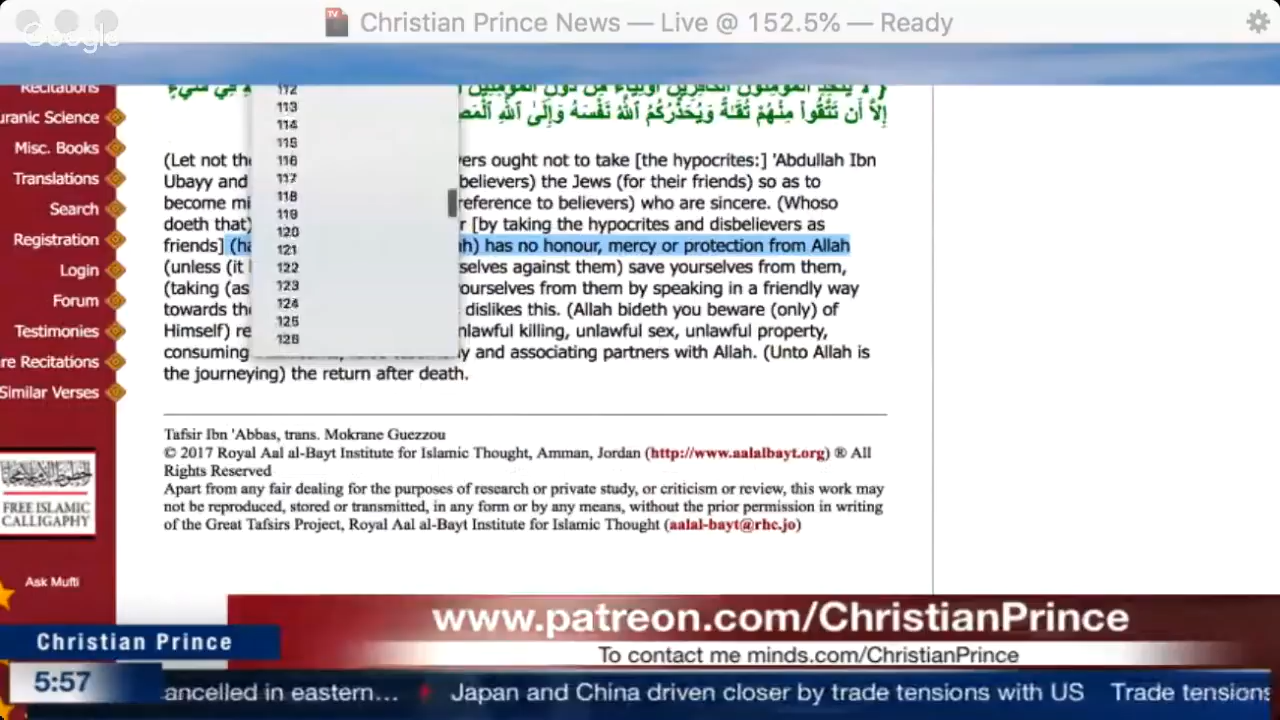 Christian Prince News — Live @ 152.5% — Ready
Google
Recitations
uranic Science
Misc. Books
Translations
Search
Registration
Login
Forum
Testimonies
re Recitations
Similar Verses
FREE ISLAMIC
CALLIGAPHY
Ask Mufti
112
113
114
115
116
117
118
119
120
121
122
123
124
125
126
إِلاَّ أَن تَتَّقُواْ مِنْهُمْ تُقَـٰةً وَيُحَذِّرُكُمُ ٱللَّهُ نَفْسَهُ وَإِلَى ٱللَّهِ
(Let not the vers ought not to take [the hypocrites:] 'Abdullah Ibn
Ubayy and believers) the Jews (for their friends) so as to
become mi reference to believers) who are sincere. (Whoso
doeth that) r [by taking the hypocrites and disbelievers as
friends] (ha h) has no honour, mercy or protection from Allah
(unless (it selves against them) save yourselves from them,
(taking (as ourselves from them by speaking in a friendly way
towards the dislikes this. (Allah bideth you beware (only) of
Himself) re nlawful killing, unlawful sex, unlawful property,
consuming y and associating partners with Allah. (Unto Allah is
the journeying) the return after death.
Tafsir Ibn 'Abbas, trans. Mokrane Guezzou
© 2017 Royal Aal al-Bayt Institute for Islamic Thought, Amman, Jordan (http://www.aalalbayt.org) ® All
Rights Reserved
Apart from any fair dealing for the purposes of research or private study, or criticism or review, this work may
not be reproduced, stored or transmitted, in any form or by any means, without the prior permission in writing
of the Great Tafsirs Project, Royal Aal al-Bayt Institute for Islamic Thought (aalal-bayt@rhc.jo)
www.patreon.com/ChristianPrince
Christian Prince
To contact me minds.com/ChristianPrince
5:57
ancelled in eastern... Japan and China driven closer by trade tensions with US Trade tensions